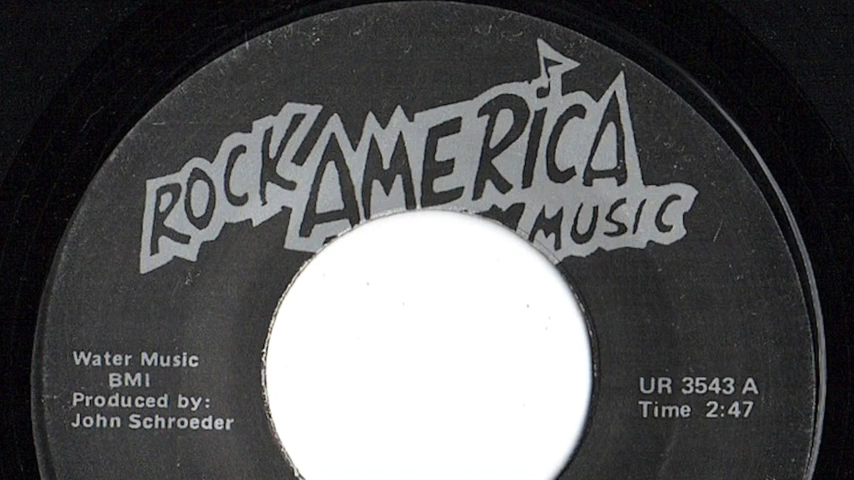 ROCK AMERICA
MUSIC
Water Music
BMI
Produced by:
John Schroeder
UR 3543 A
Time 2:47